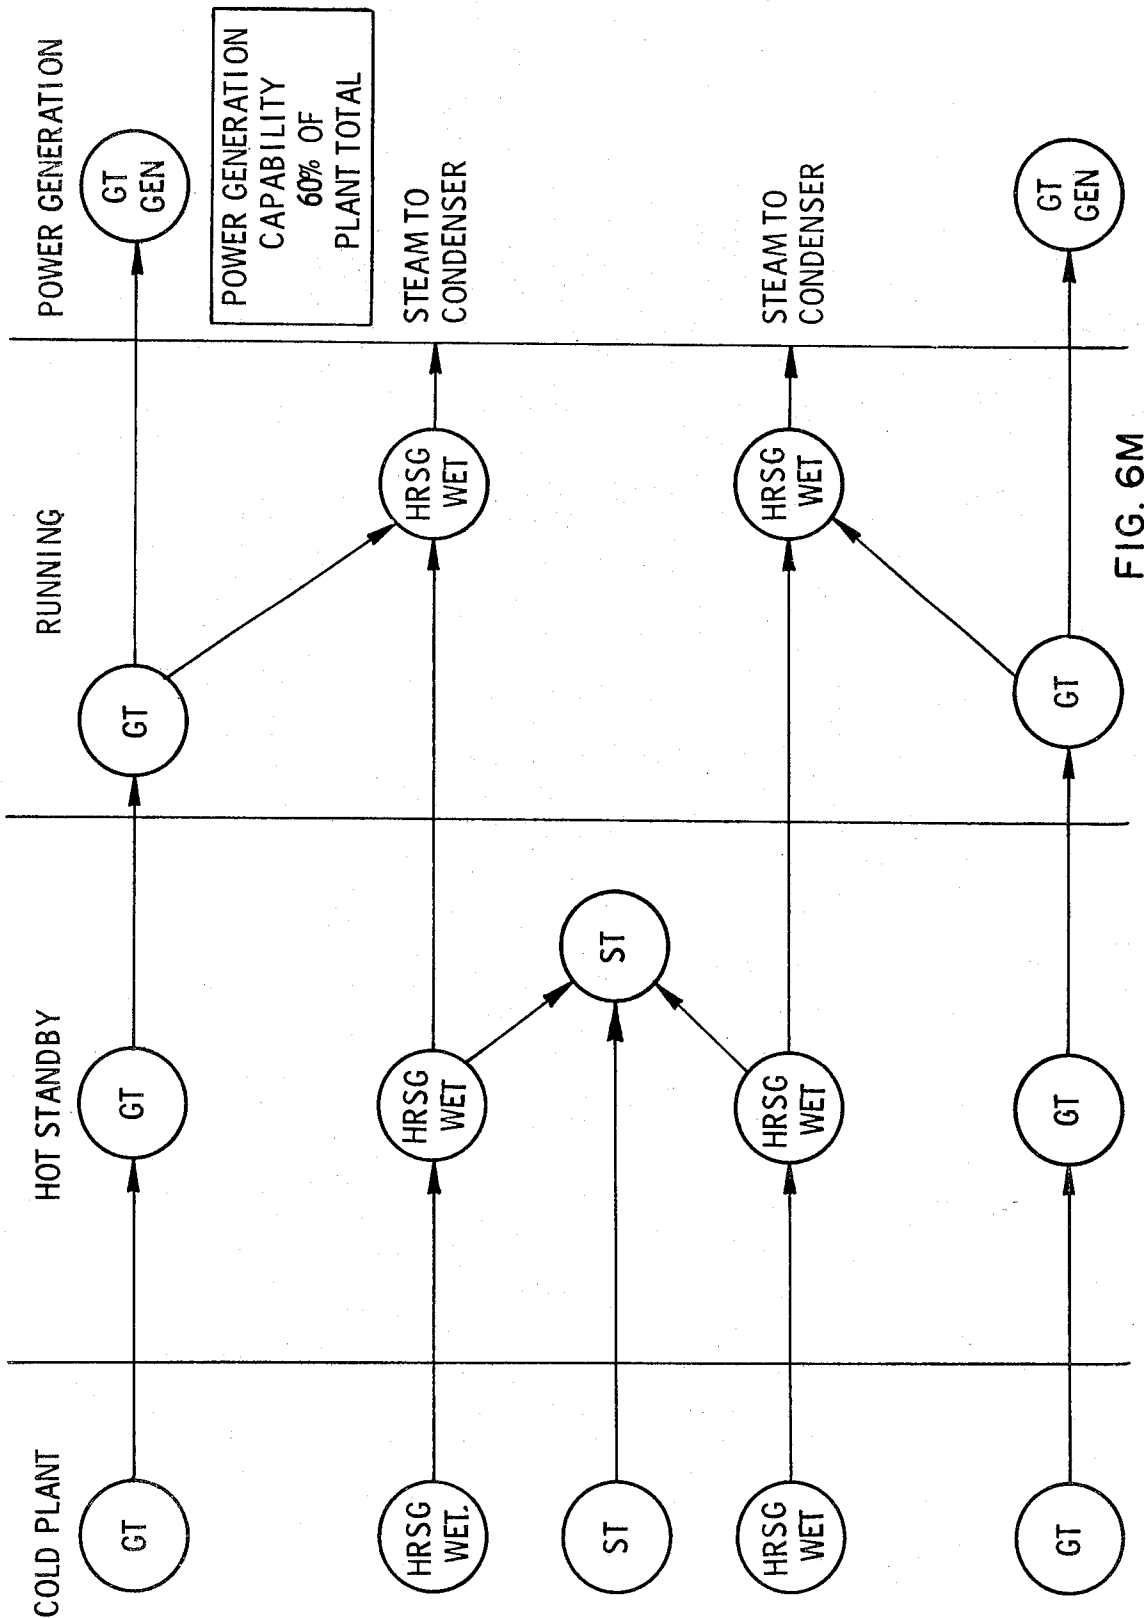 COLD PLANT
HOT STANDBY
RUNNING
POWER GENERATION
GT
GT
GT
GT
GEN
POWER GENERATION
CAPABILITY
60% OF
PLANT TOTAL
HRSG
WET.
HRSG
WET
HRSG
WET
STEAM TO
CONDENSER
ST
ST
HRSG
WET
HRSG
WET
HRSG
WET
STEAM TO
CONDENSER
GT
GT
GT
GT
GEN
FIG. 6M